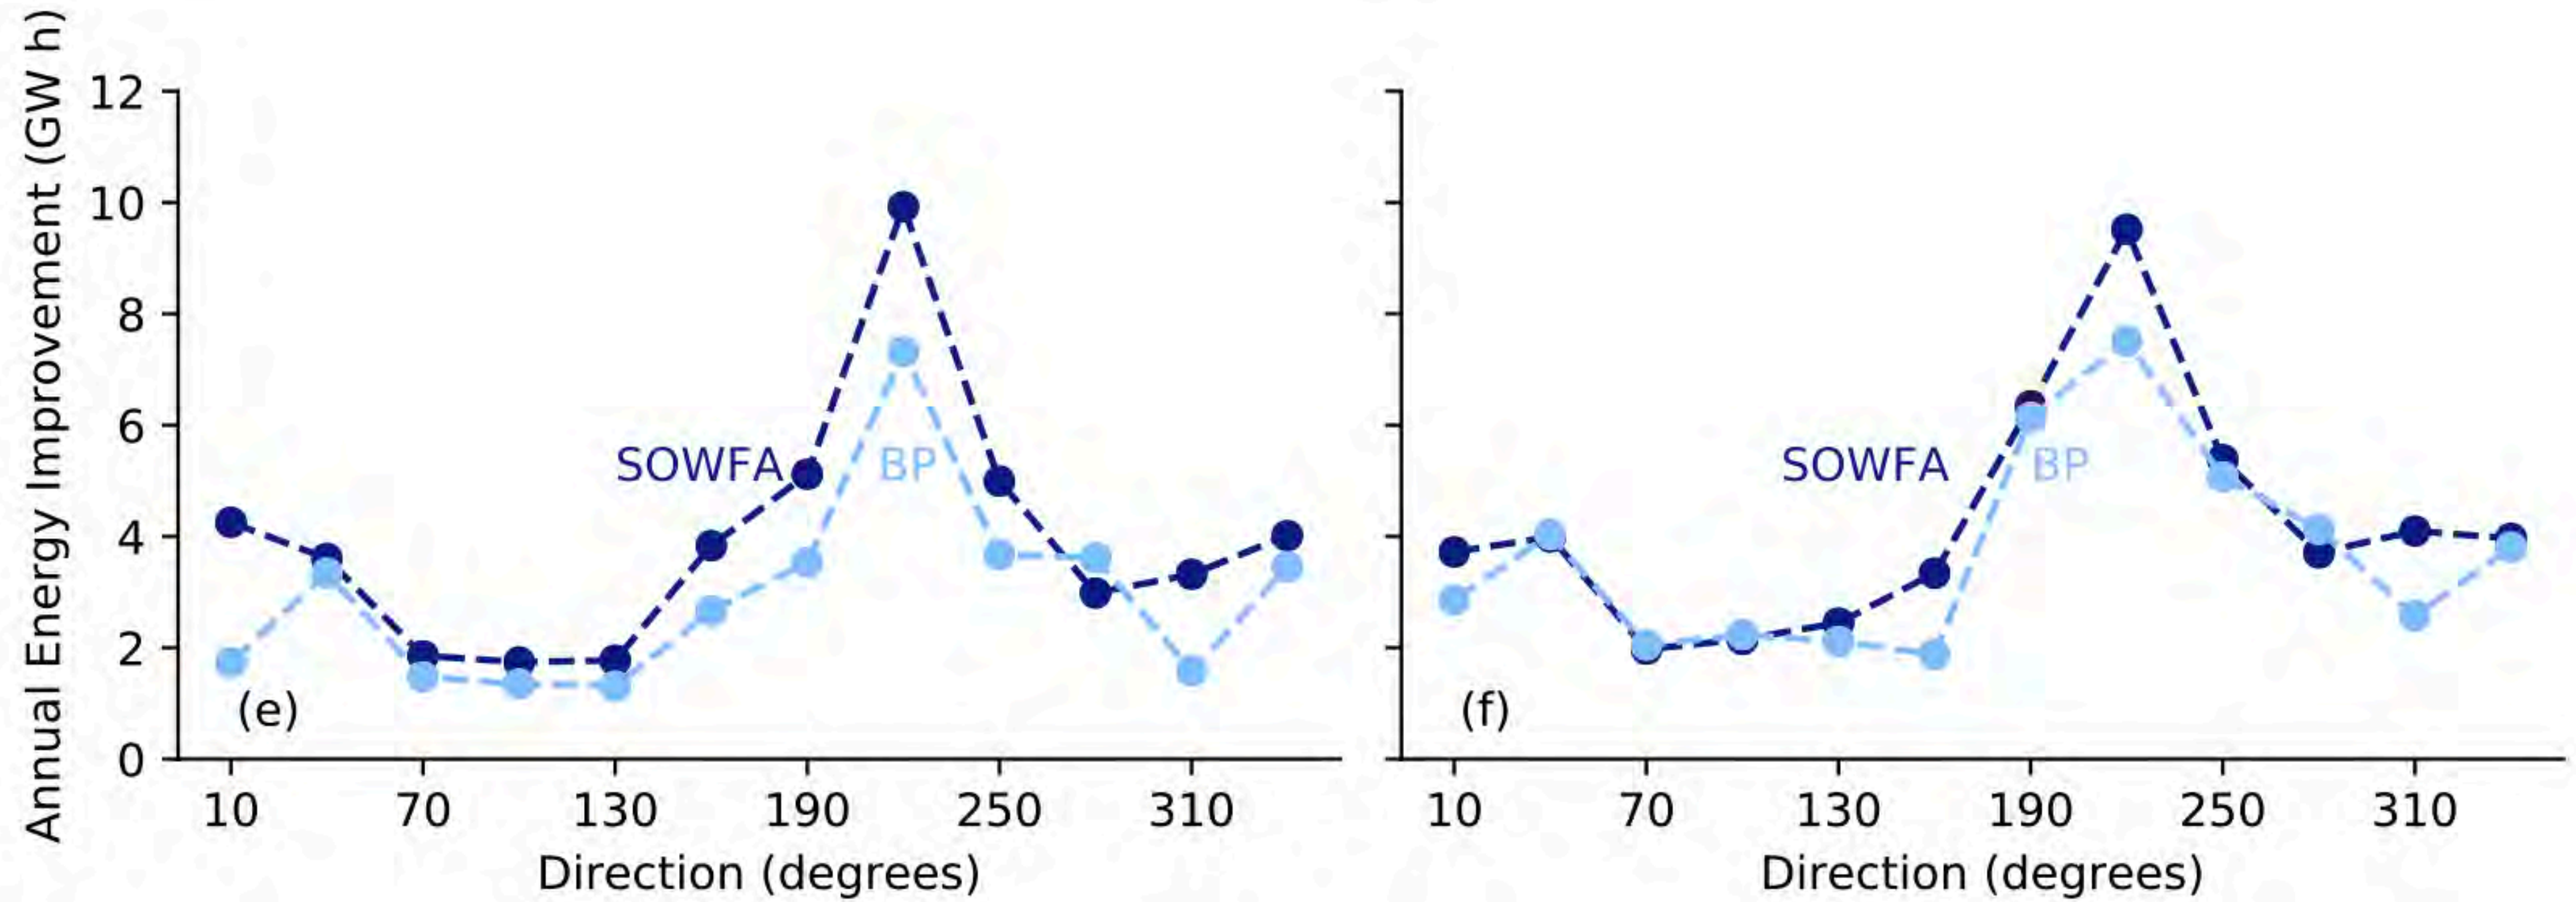 Annual Energy Improvement (GW h)
12
10
8
6
4
2
0
SOWFA
BP
(e)
10 70 130 190 250 310
Direction (degrees)
SOWFA
BP
(f)
10 70 130 190 250 310
Direction (degrees)